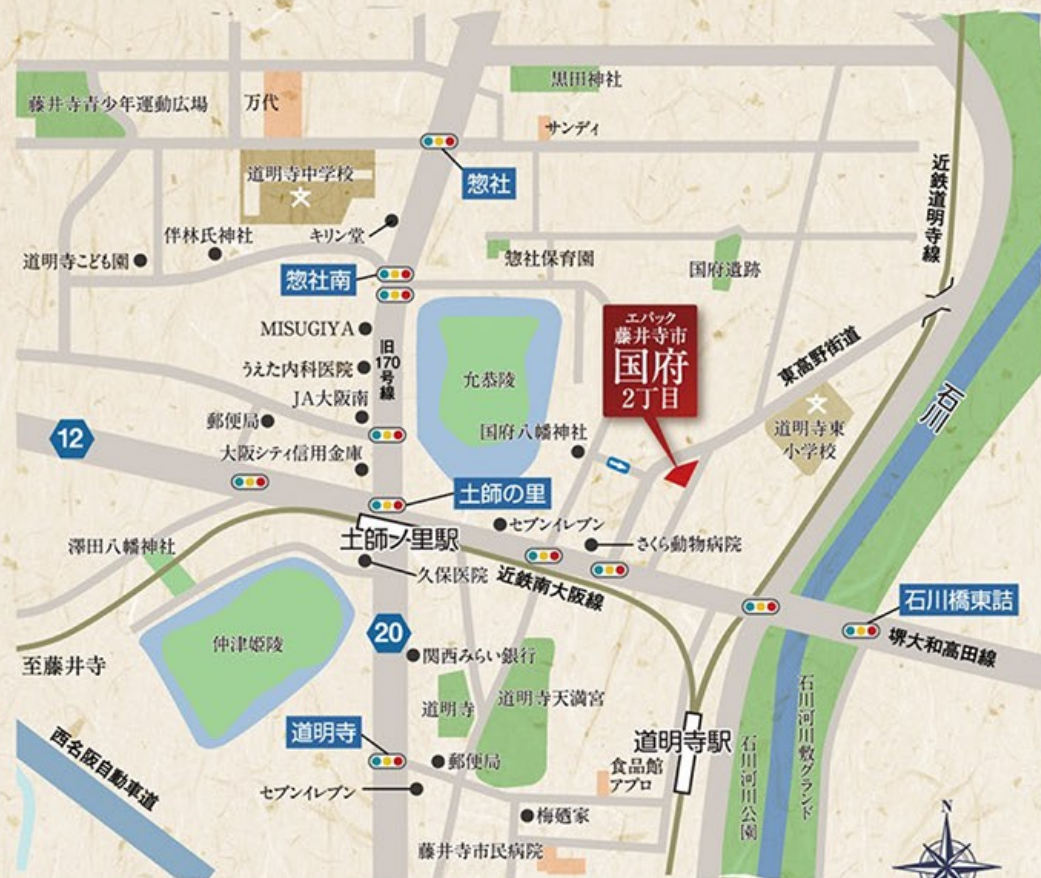 黒田神社
藤井寺青少年運動広場
万代
サンディ
惣社
道明寺中学校
近鉄道明寺線
伴林氏神社
キリン堂
道明寺こども園
惣社保育園
国府遺跡
惣社南
エバック
藤井寺市
国府
2丁目
MISUGIYA
旧170号線
うえた内科医院
允恭陵
東高野街道
JA大阪南
石川
郵便局
12
国府八幡神社
道明寺東
小学校
大阪シティ信用金庫
土師の里
セブンイレブン
土師ノ里駅
さくら動物病院
澤田八幡神社
久保医院
近鉄南大阪線
石川橋東詰
20
仲津姫陵
堺大和高田線
至藤井寺
関西みらい銀行
道明寺
道明寺天満宮
石川河川敷グランド
道明寺
道明寺駅
石川河川公園
西名阪自動車道
郵便局
食品館
アプロ
セブンイレブン
梅廼家
藤井寺市民病院
N